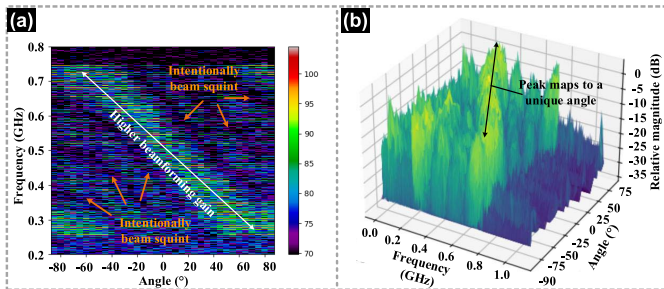 (a)
0.8
0.7
0.6
0.5
0.4
0.3
0.2
Frequency (GHz)
-80 -60 -40 -20 0 20 40 60 80
Angle (°)
Intentionally
beam squint
Higher beamforming gain
Intentionally
beam squint
100
95
90
85
80
75
70
(b)
Peak maps to a
unique angle
0
-5
-10
-15
-20
-25
-30
-35
Relative magnitude (dB)
0.0 0.2 0.4 0.6 0.8 1.0
Frequency
(GHz)
-90 -75 -50 -25 0 25 50 75
Angle (°)